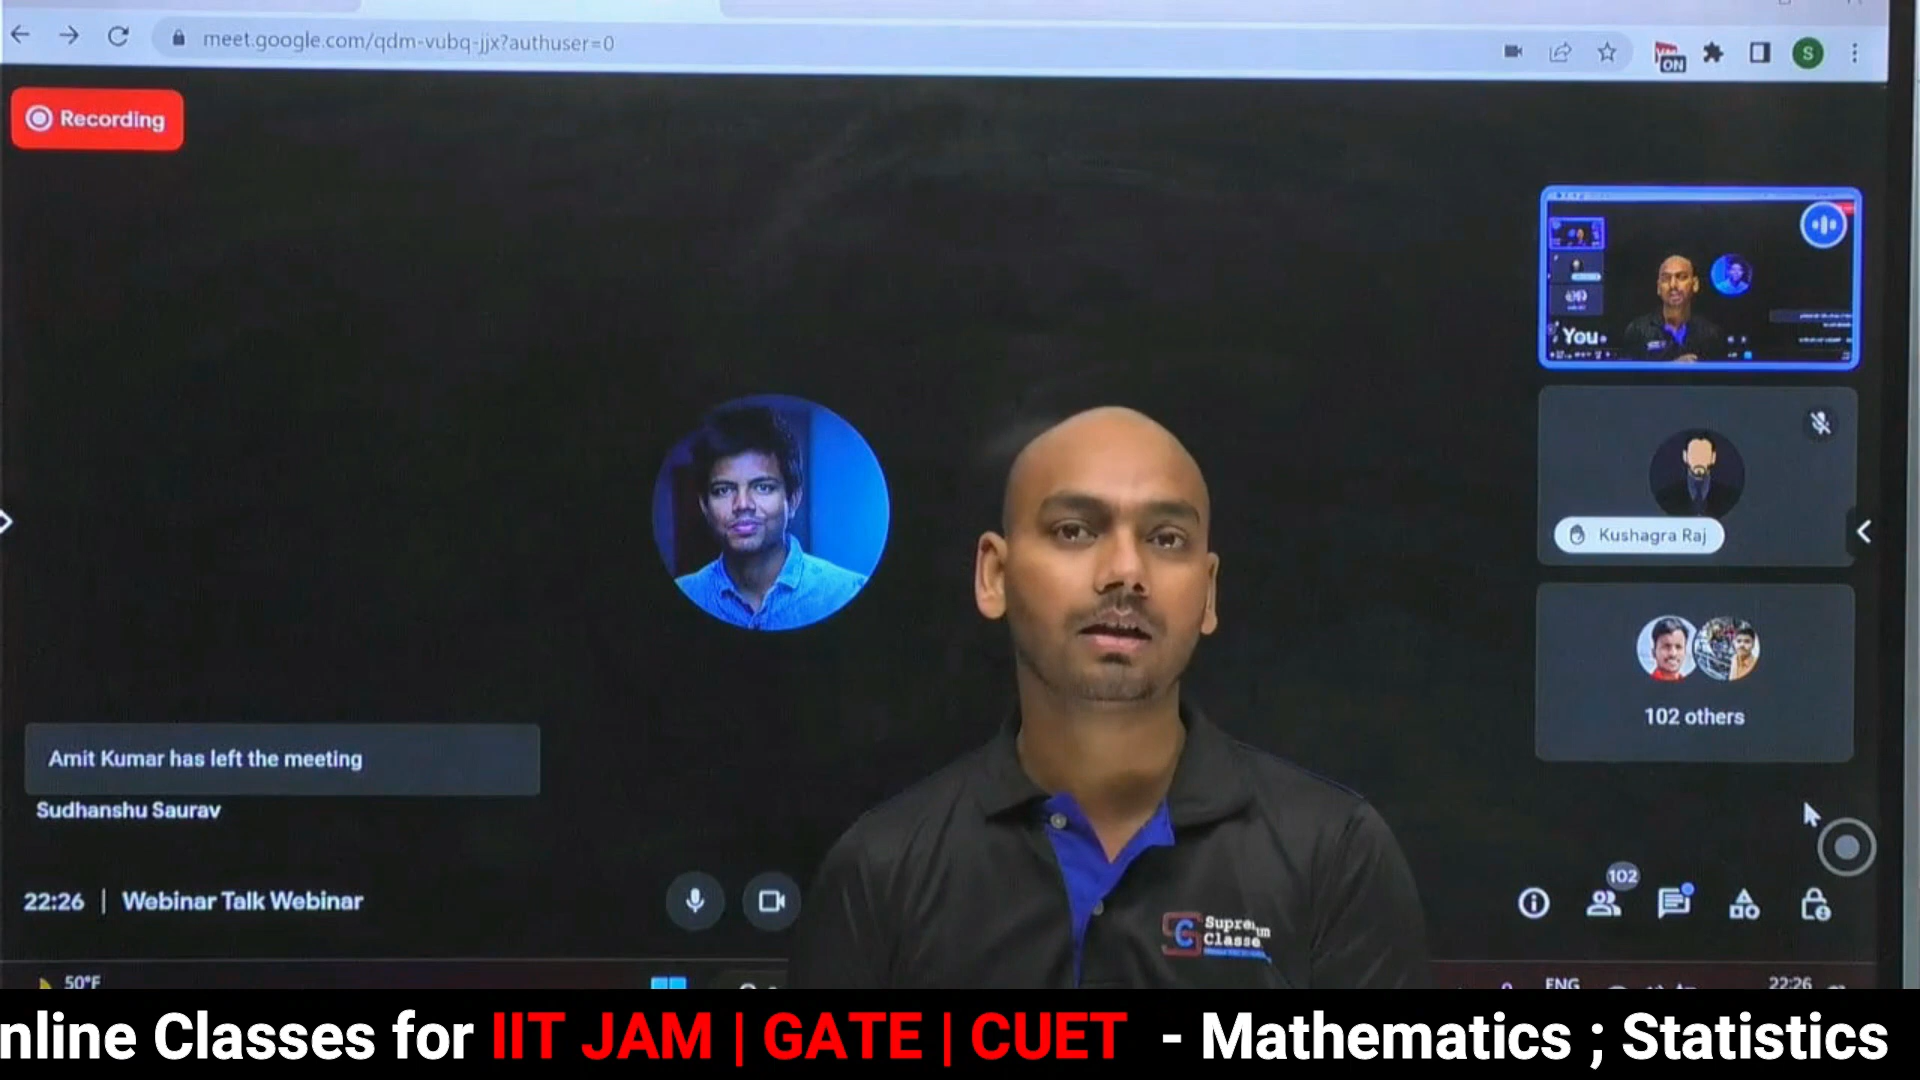 meet.google.com/qdm-vubq-jjx?authuser=0
ON
S
Recording
You
Kushagra Raj
102 others
Amit Kumar has left the meeting
Sudhanshu Saurav
102
22:26 | Webinar Talk Webinar
Classe
50°F
ENG
22:26
nline Classes for IIT JAM | GATE | CUET - Mathematics ; Statistics